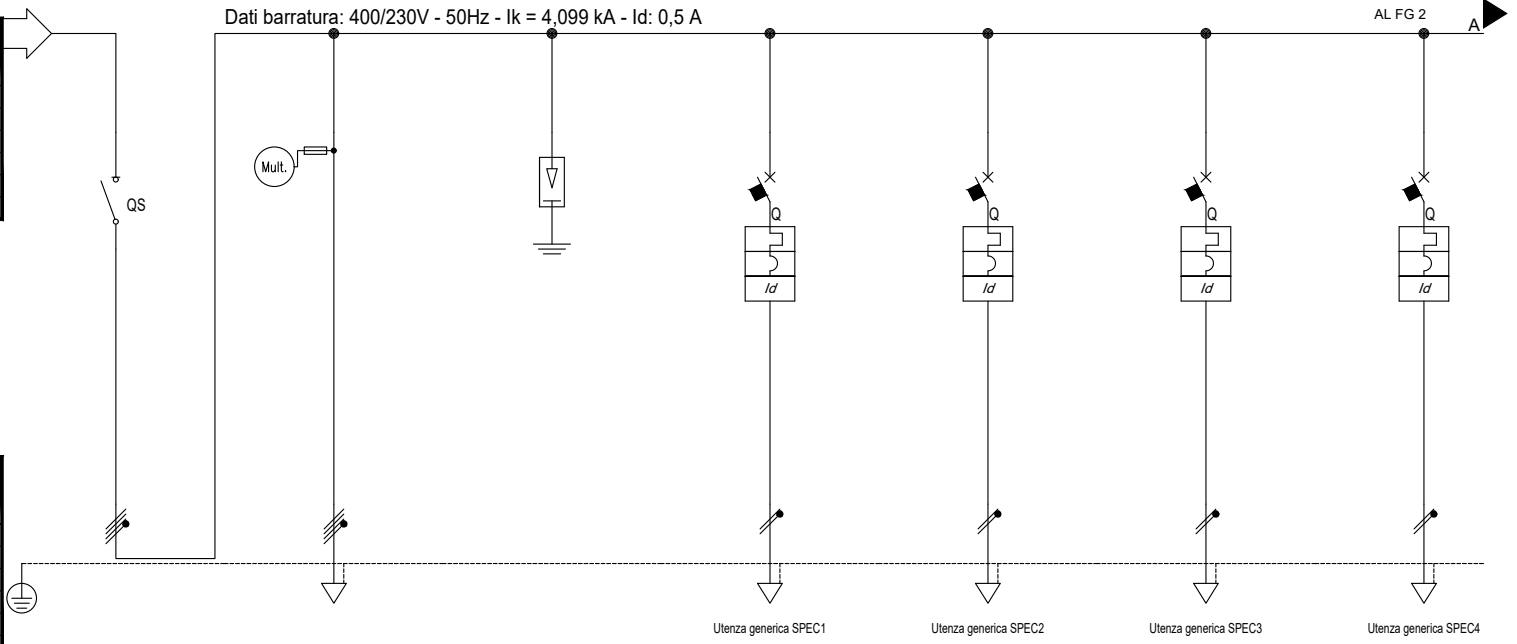 Dati barratura: 400/230V - 50Hz - Ik = 4,099 kA - Id: 0,5 A
AL FG 2
A
Mult.
QS
Q
Q
Q
Q
Id
Id
Id
Id
Utenza generica SPEC1
Utenza generica SPEC2
Utenza generica SPEC3
Utenza generica SPEC4